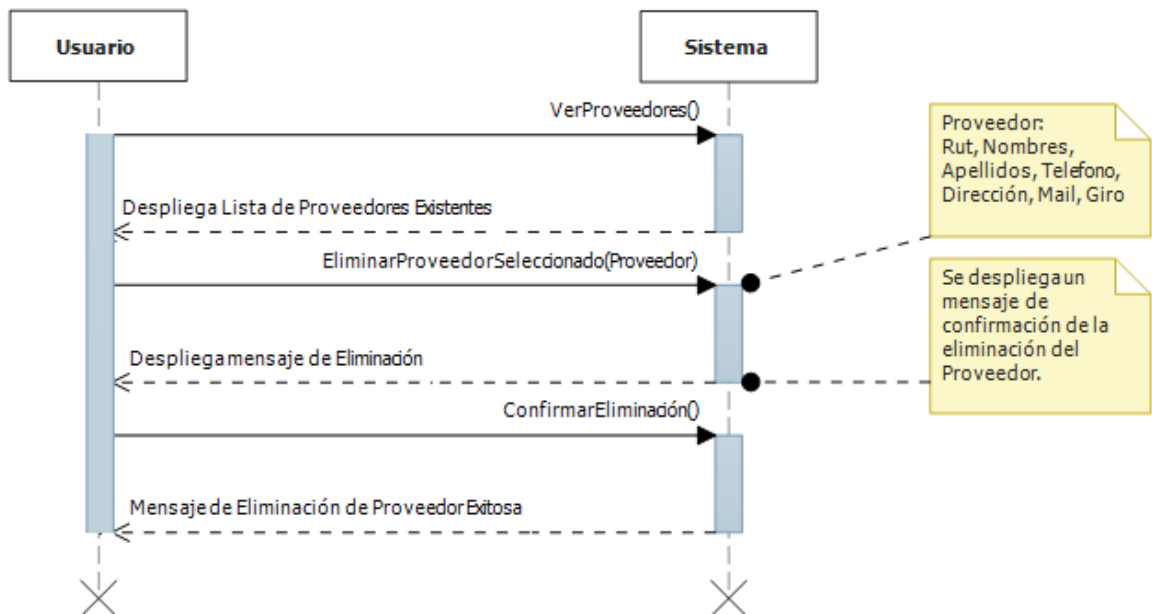 Usuario
Sistema
VerProveedores()
Proveedor:
Rut, Nombres,
Apellidos, Telefono,
Dirección, Mail, Giro
Despliega Lista de Proveedores Existentes
EliminarProveedorSeleccionado(Proveedor)
Se despliega un
mensaje de
confirmación de la
eliminación del
Proveedor.
Despliega mensaje de Eliminación
ConfirmarEliminación()
Mensaje de Eliminación de Proveedor Exitosa